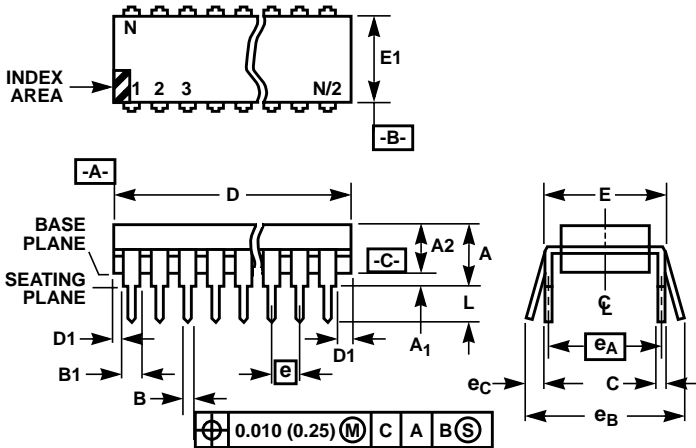 N
E1
INDEX
AREA
1 2 3 N/2
-B-
-A-
D
E
BASE
PLANE
A2
A
-C-
SEATING
PLANE
L
C
L
D1
D1
A1
eA
B1
e
eC
C
B
eB
0.010 (0.25) M C A B S